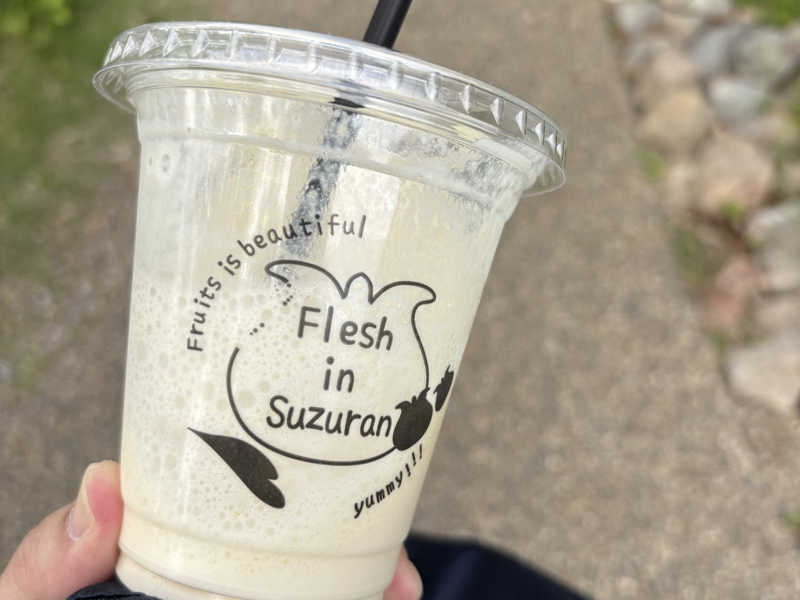 Fruits is beautiful
Flesh
in
Suzuran
yummy!!!